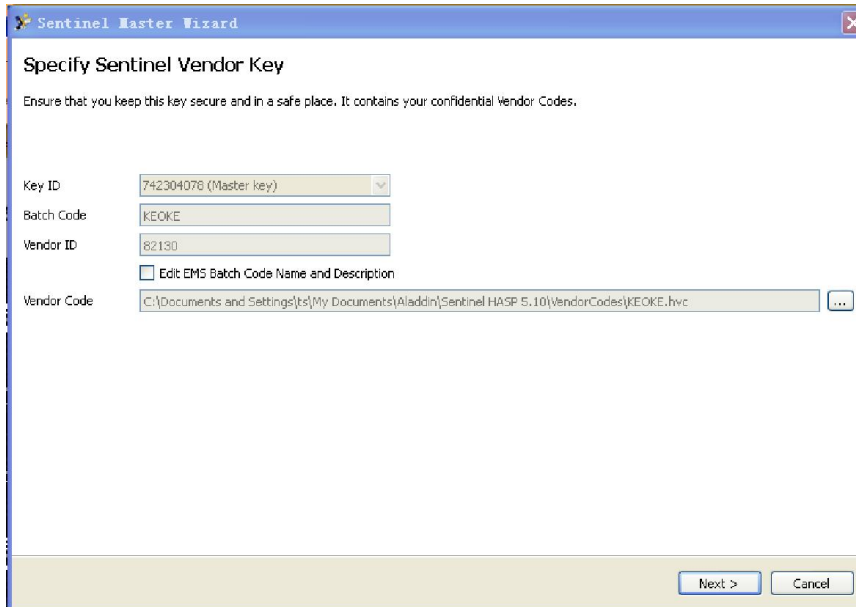 Sentinel Master Wizard
Specify Sentinel Vendor Key
Ensure that you keep this key secure and in a safe place. It contains your confidential Vendor Codes.
Key ID 742304078 (Master key)
Batch Code KEOKE
Vendor ID 82130
Edit EMS Batch Code Name and Description
Vendor Code C:\Documents and Settings\ts\My Documents\Aladdin\Sentinel HASP 5.10\VendorCodes\KEOKE.hvc ...
Next > Cancel